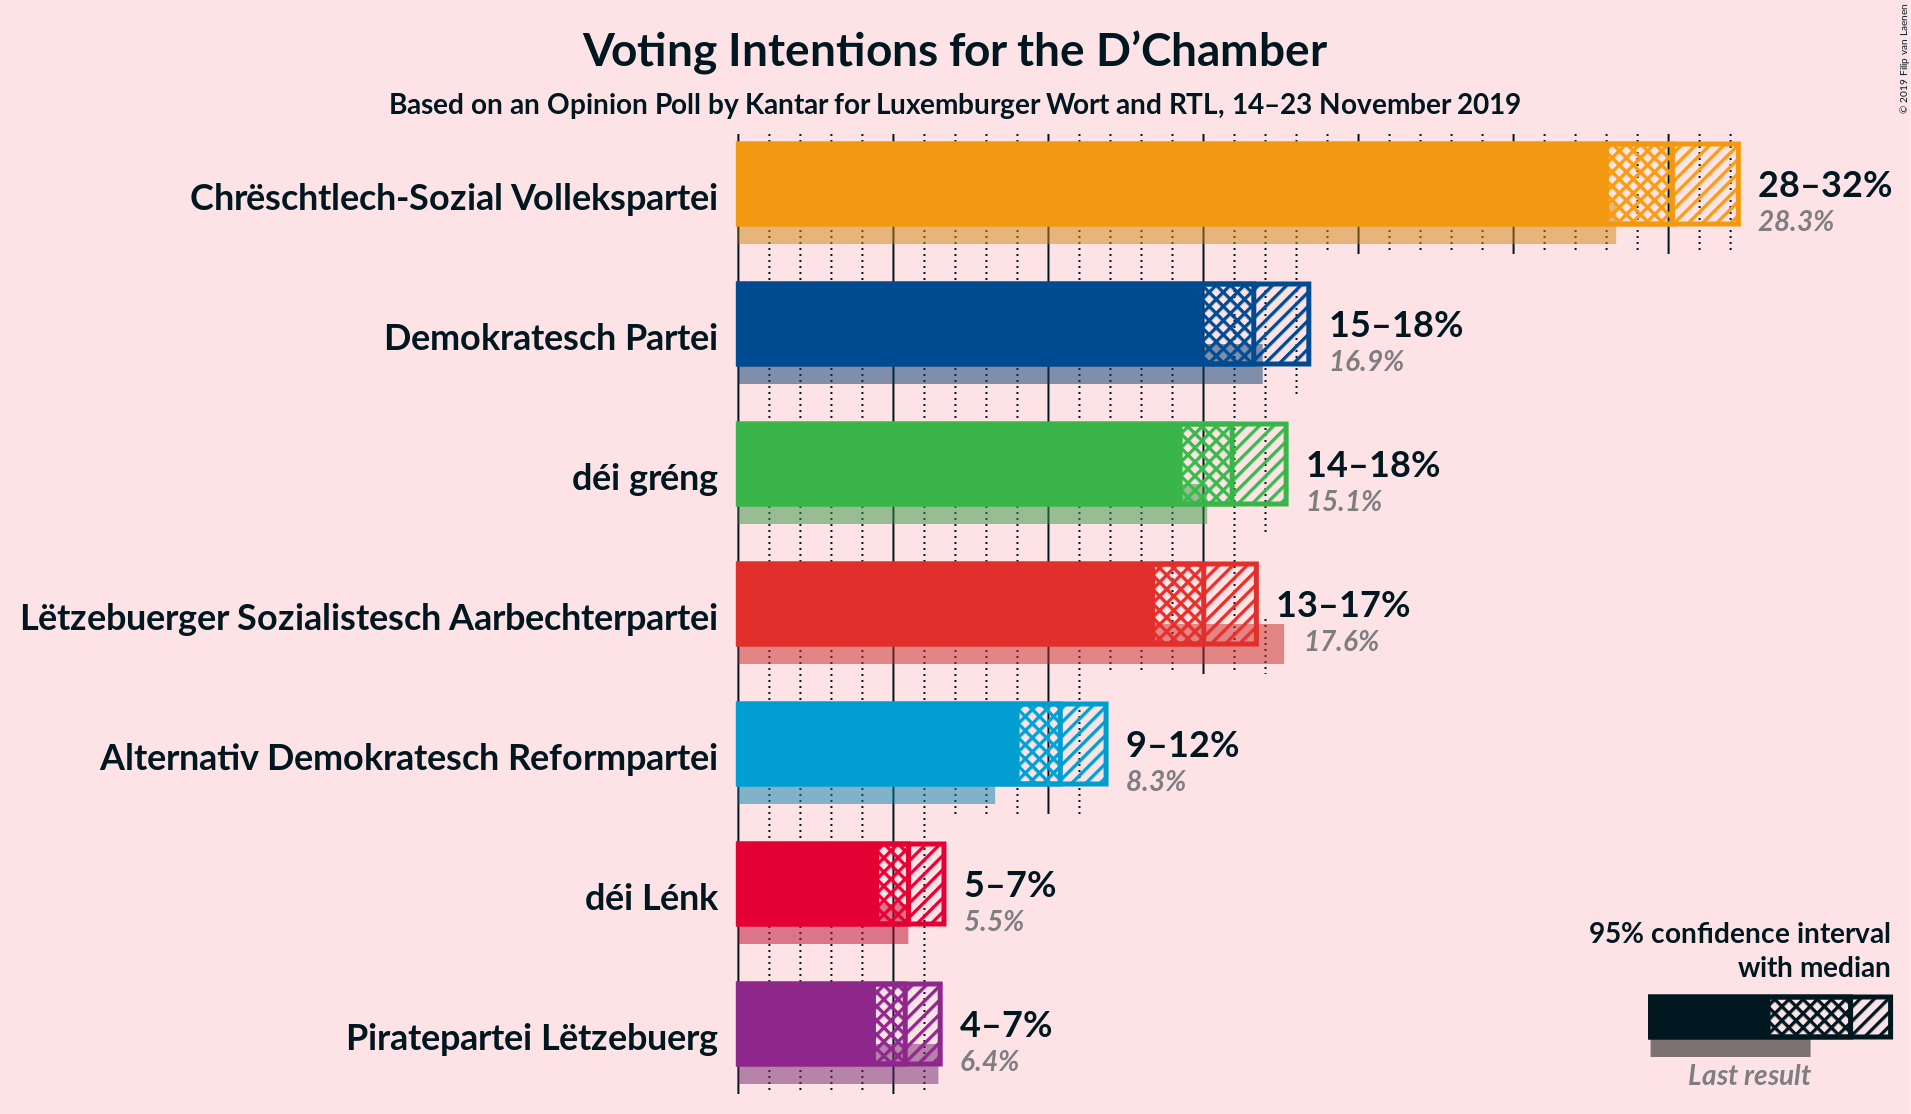 Voting Intentions for the D’Chamber
Based on an Opinion Poll by Kantar for Luxemburger Wort and RTL, 14–23 November 2019
© 2019 Filip van Laenen
Chrëschtlech-Sozial Vollekspartei
28–32%
28.3%
Demokratesch Partei
15–18%
16.9%
déi gréng
14–18%
15.1%
Lëtzebuerger Sozialistesch Aarbechterpartei
13–17%
17.6%
Alternativ Demokratesch Reformpartei
9–12%
8.3%
déi Lénk
5–7%
5.5%
Piratepartei Lëtzebuerg
4–7%
6.4%
95% confidence interval
with median
Last result